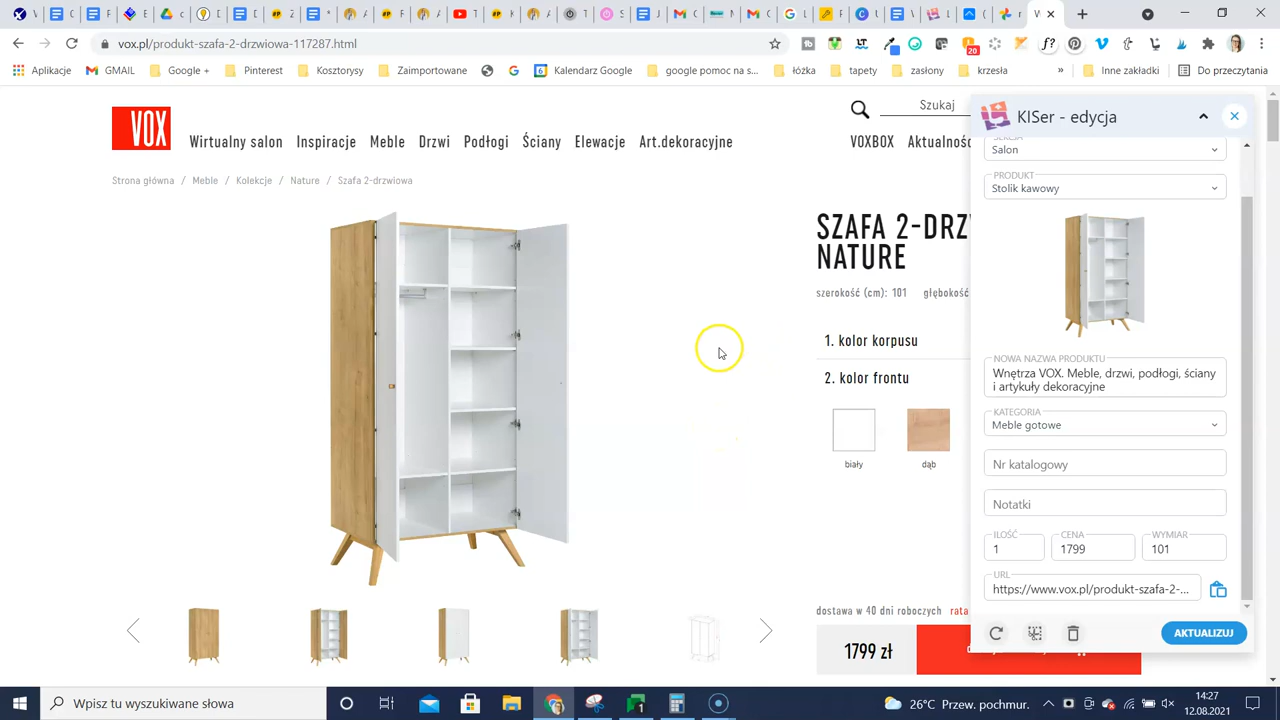 vox.pl/produkt-szafa-2-drzwiowa-117287.html
Aplikacje
GMAIL
Google +
Pinterest
Kosztorysy
Zaimportowane
Kalendarz Google
google pomoc na s...
łóżka
tapety
zasłony
krzesła
»
Inne zakładki
Do przeczytania
VOX
Szukaj
Wirtualny salon
Inspiracje
Meble
Drzwi
Podłogi
Ściany
Elewacje
Art.dekoracyjne
VOXBOX
Strona główna / Meble / Kolekcje / Nature / Szafa 2-drzwiowa
NATURE
szerokość (cm): 101
1. kolor korpusu
2. kolor frontu
biały
dąb
dostawa w 40 dni roboczych
rata
1799 zł
KISer - edycja
Salon
PRODUKT
Stolik kawowy
NOWA NAZWA PRODUKTU
Wnętrza VOX. Meble, drzwi, podłogi, ściany
i artykuły dekoracyjne
KATEGORIA
Meble gotowe
Nr katalogowy
Notatki
ILOŚĆ
1
CENA
1799
WYMIAR
101
URL
https://www.vox.pl/produkt-szafa-2-...
AKTUALIZUJ
Wpisz tu wyszukiwane słowa
26°C Przew. pochmur.
14:27
12.08.2021